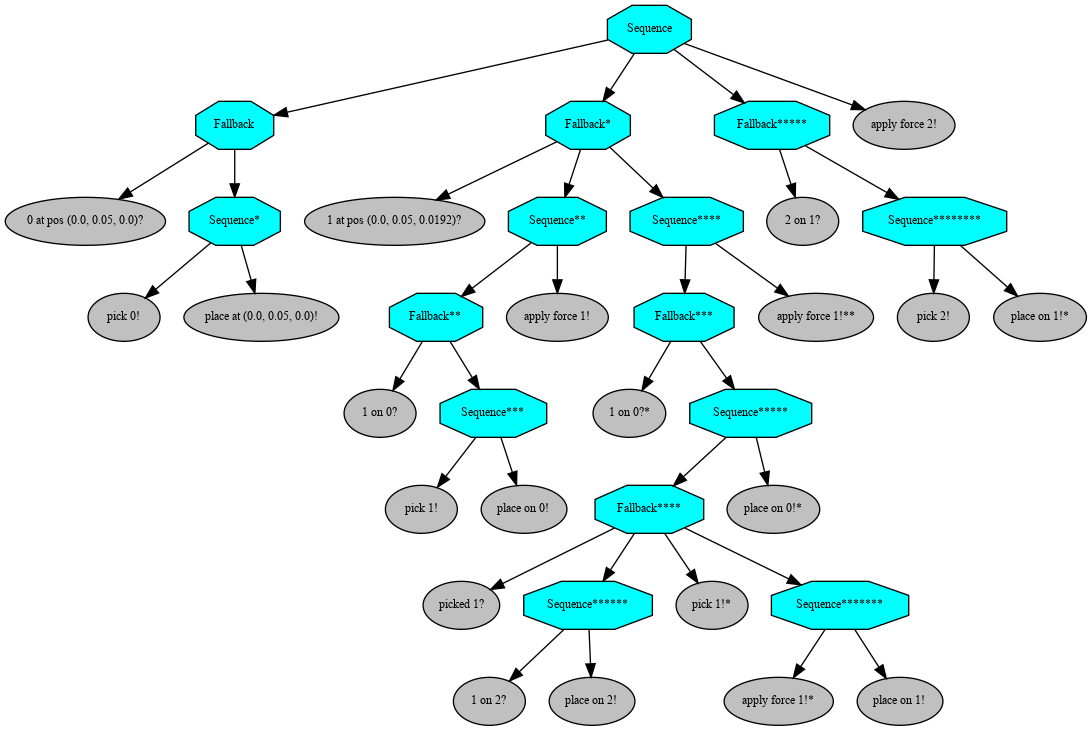 Sequence
Fallback
Fallback*
Fallback*****
apply force 2!
0 at pos (0.0, 0.05, 0.0)?
Sequence*
1 at pos (0.0, 0.05, 0.0192)?
Sequence**
Sequence****
2 on 1?
Sequence********
pick 0!
place at (0.0, 0.05, 0.0)!
Fallback**
apply force 1!
Fallback***
apply force 1!**
pick 2!
place on 1!*
1 on 0?
Sequence***
1 on 0?*
Sequence*****
pick 1!
place on 0!
Fallback****
place on 0!*
picked 1?
Sequence******
pick 1!*
Sequence*******
1 on 2?
place on 2!
apply force 1!*
place on 1!